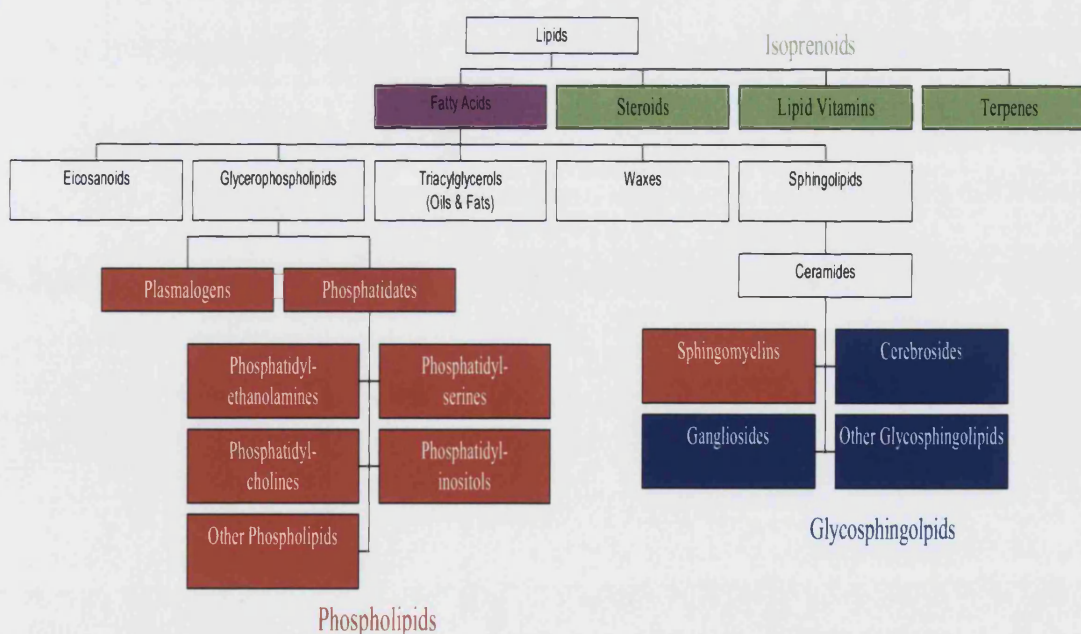 Lipids
Isoprenoids
Fatty Acids
Steroids
Lipid Vitamins
Terpenes
Eicosanoids
Glycerophospholipids
Triacylglycerols
(Oils & Fats)
Waxes
Sphingolipids
Plasmalogens
Phosphatidates
Ceramides
Phosphatidyl-
ethanolamines
Phosphatidyl-
serines
Sphingomyelins
Cerebrosides
Phosphatidyl-
cholines
Phosphatidyl-
inositols
Gangliosides
Other Glycosphingolipids
Other Phospholipids
Glycosphingolpids
Phospholipids